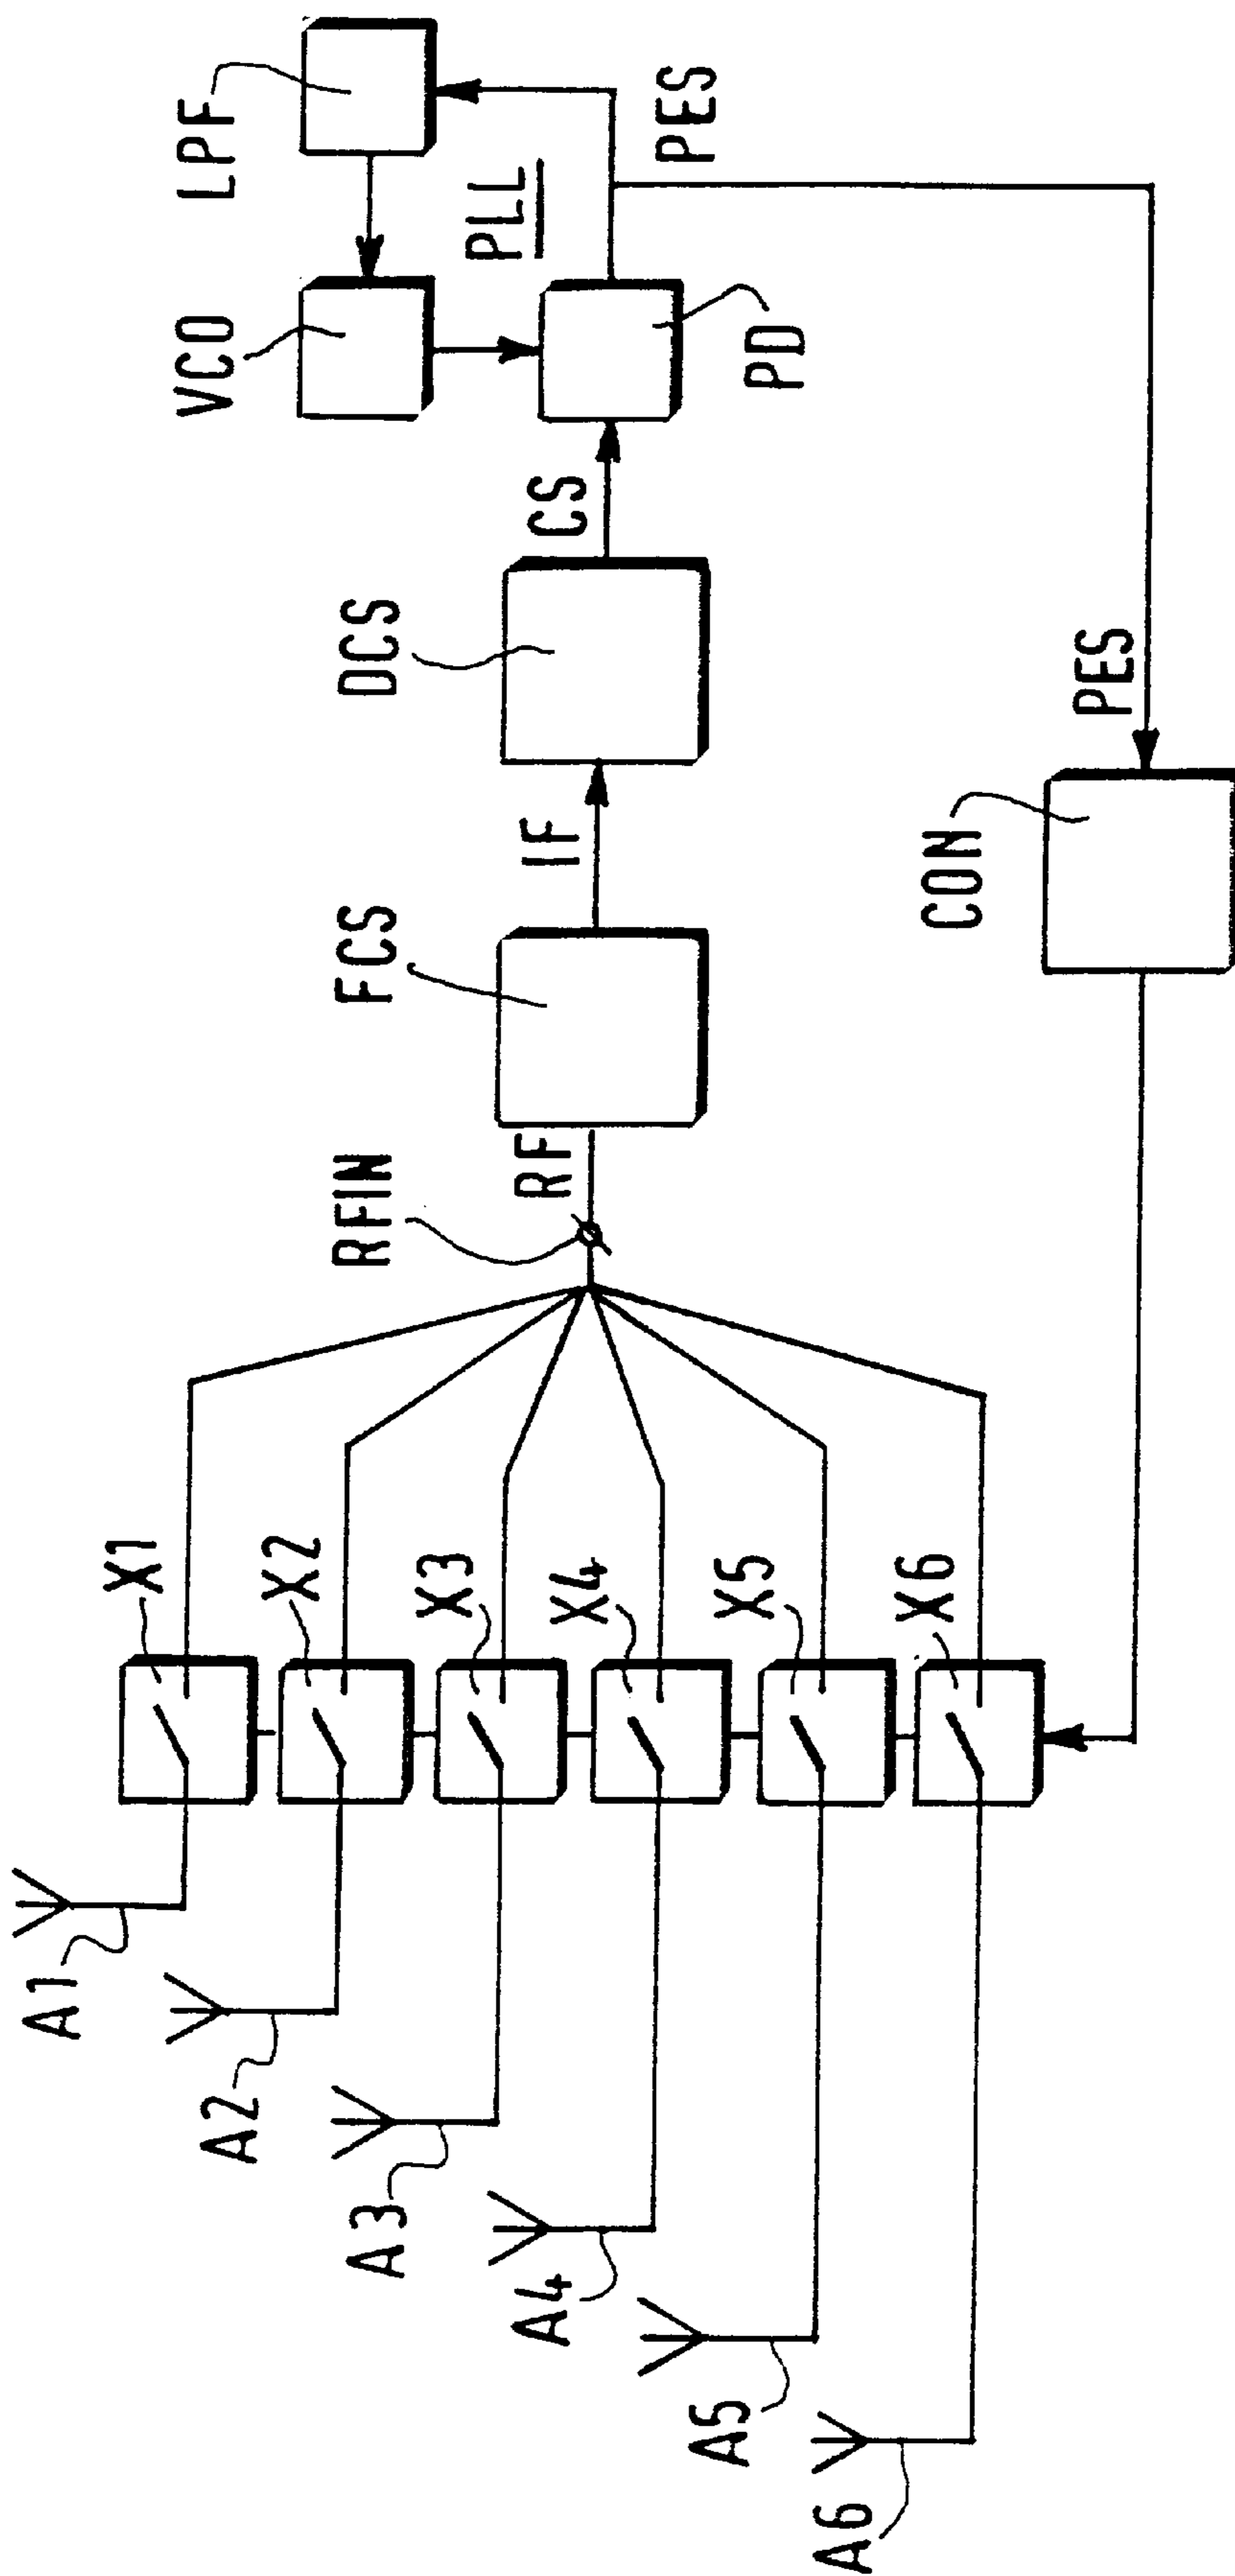 A1
A2
A3
A4
A5
A6
X1
X2
X3
X4
X5
X6
RFIN
RF
FCS
IF
DCS
CS
VCO
LPF
PLL
PD
PES
PES
CON